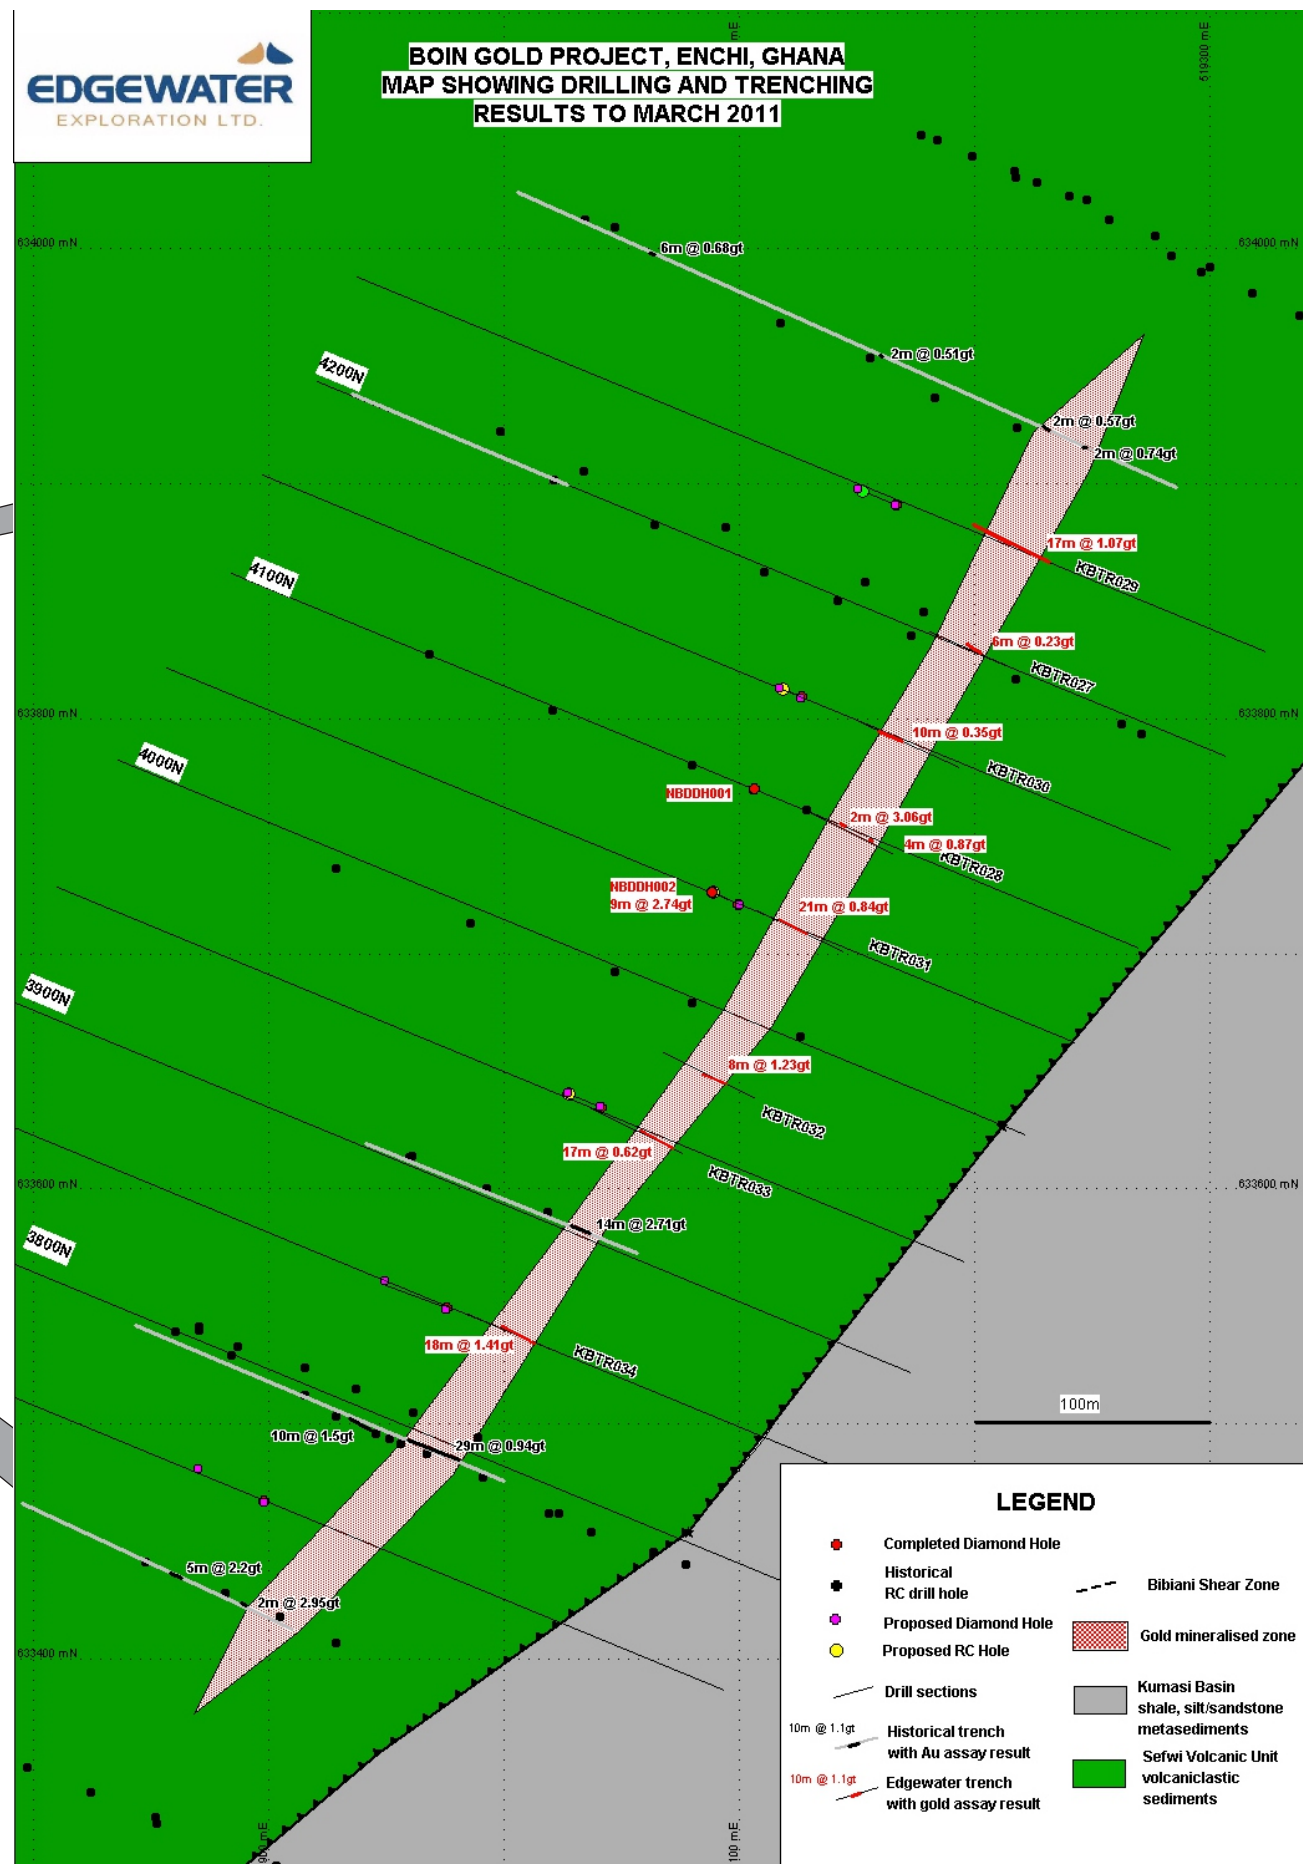 EDGEWATER
EXPLORATION LTD.
BOIN GOLD PROJECT, ENCHI, GHANA
MAP SHOWING DRILLING AND TRENCHING
RESULTS TO MARCH 2011
mE
519300 mE
634000 mN
634000 mN
6m @ 0.68gt
2m @ 0.51gt
4200N
2m @ 0.57gt
2m @ 0.74gt
17m @ 1.07gt
KBTR029
4100N
6m @ 0.23gt
KBTR027
633800 mN
633800 mN
10m @ 0.35gt
KBTR030
4000N
NBDDH001
2m @ 3.06gt
4m @ 0.87gt
KBTR028
NBDDH002
9m @ 2.74gt
21m @ 0.84gt
KBTR031
3900N
8m @ 1.23gt
KBTR032
17m @ 0.62gt
KBTR033
633600 mN
633600 mN
14m @ 2.71gt
3800N
18m @ 1.41gt
KBTR034
100m
10m @ 1.5gt
29m @ 0.94gt
5m @ 2.2gt
2m @ 2.95gt
633400 mN
900 mE
100 mE
LEGEND
Completed Diamond Hole
Historical
RC drill hole
Proposed Diamond Hole
Proposed RC Hole
Drill sections
10m @ 1.1gt
Historical trench
with Au assay result
10m @ 1.1gt
Edgewater trench
with gold assay result
Bibiani Shear Zone
Gold mineralised zone
Kumasi Basin
shale, silt/sandstone
metasediments
Sefwi Volcanic Unit
volcaniclastic
sediments